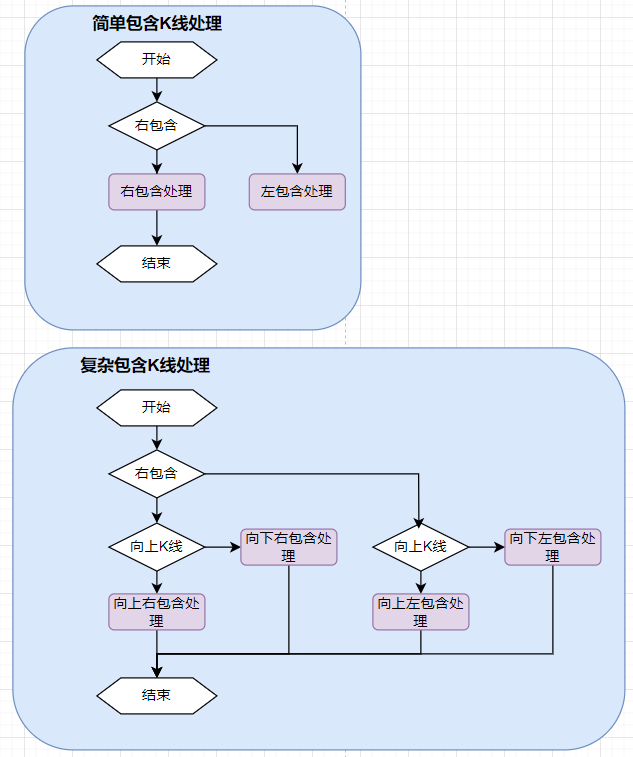 简单包含K线处理
开始
右包含
右包含处理
左包含处理
结束
复杂包含K线处理
开始
右包含
向上K线
向下右包含处
理
向上K线
向下左包含处
理
向上右包含处
理
向上左包含处
理
结束